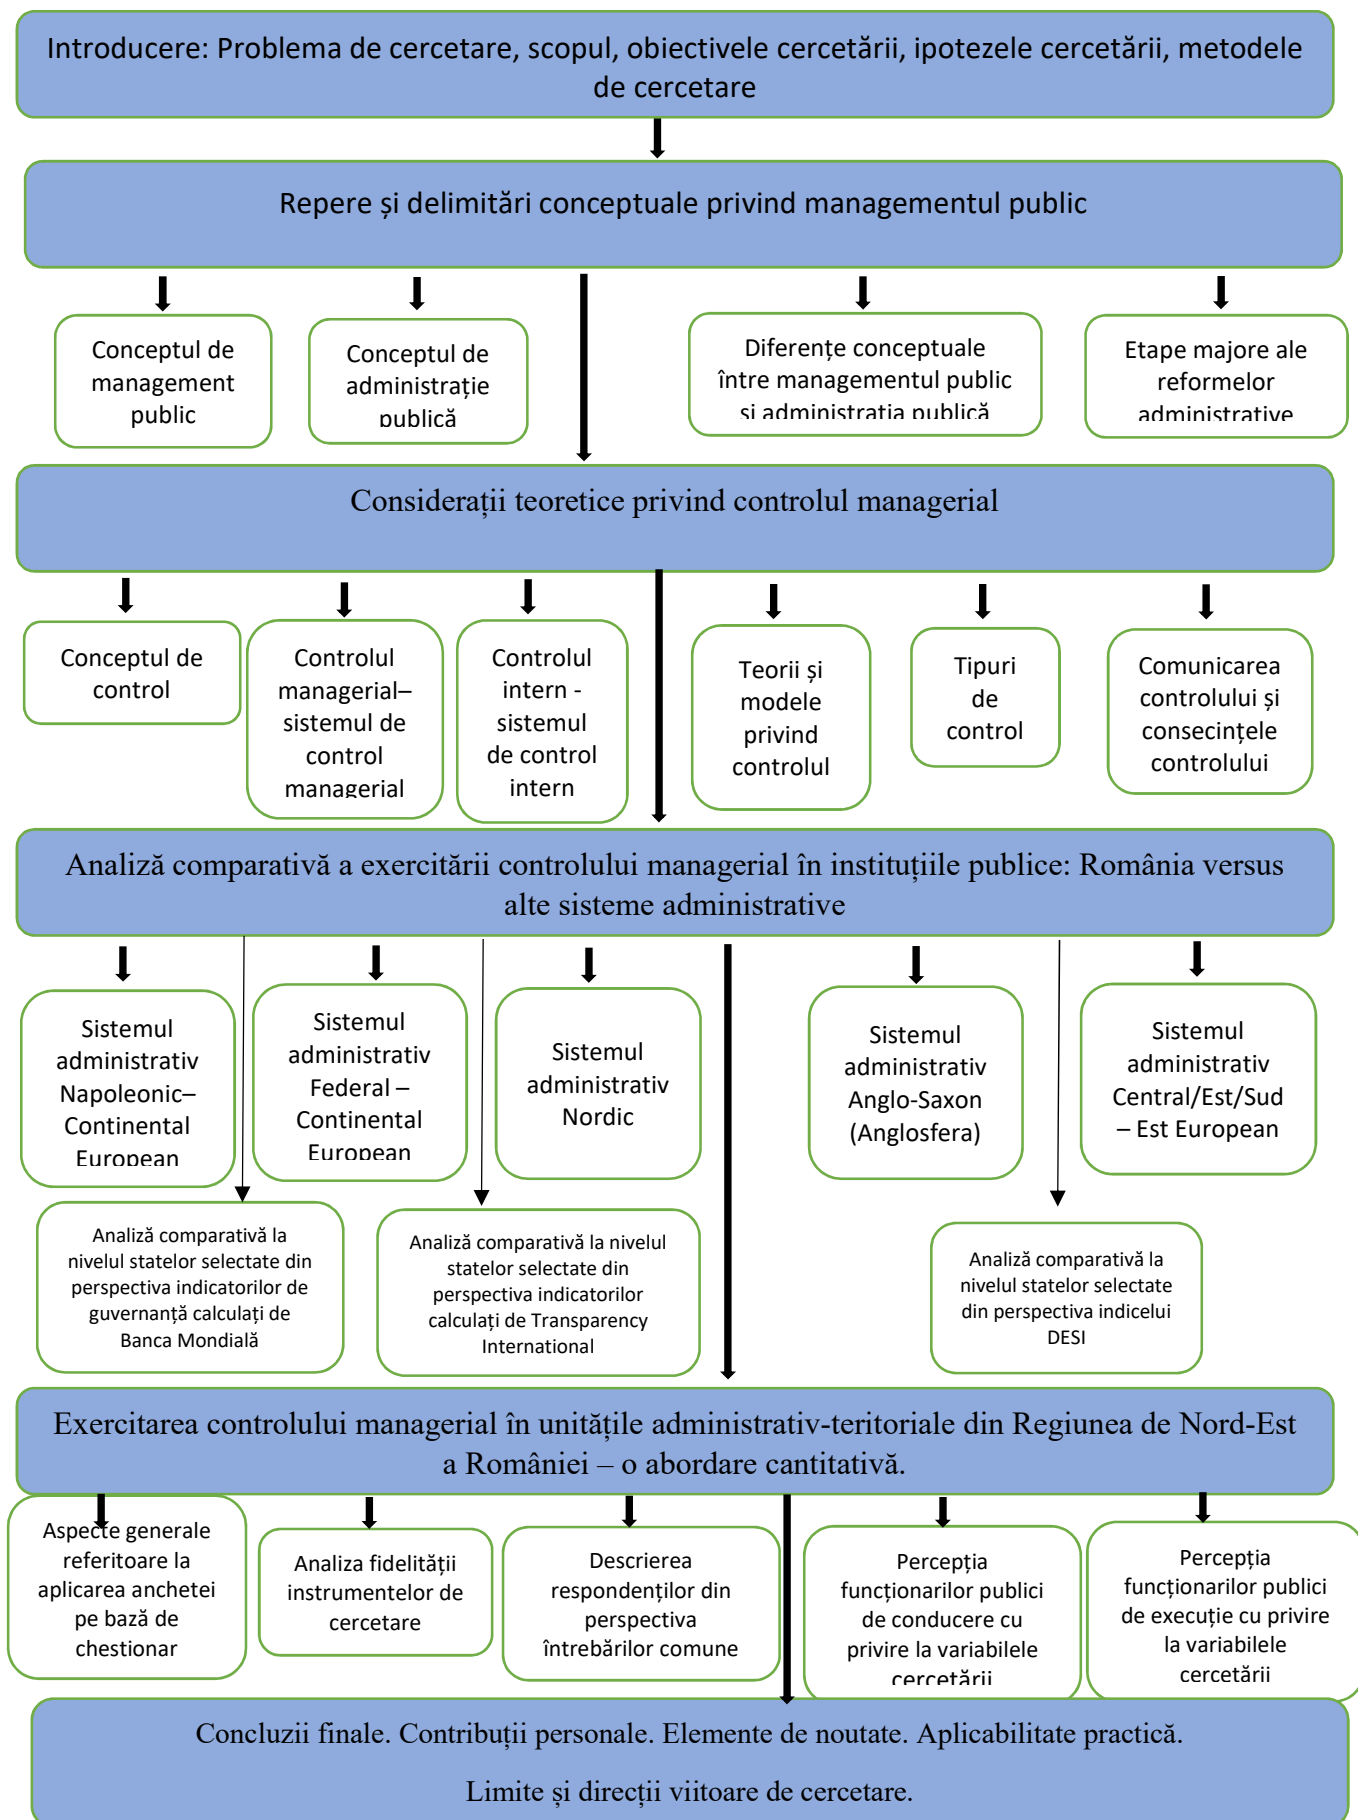 Introducere: Problema de cercetare, scopul, obiectivele cercetării, ipotezele cercetării, metodele
de cercetare
Repere și delimitări conceptuale privind managementul public
Conceptul de
management
public
Conceptul de
administrație
publică
Diferențe conceptuale
între managementul public
și administrația publică
Etape majore ale
reformelor
administrative
Considerații teoretice privind controlul managerial
Conceptul de
control
Controlul
managerial–
sistemul de
control
managerial
Controlul
intern -
sistemul
de control
intern
Teorii și
modele
privind
controlul
Tipuri
de
control
Comunicarea
controlului și
consecințele
controlului
Analiză comparativă a exercitării controlului managerial în instituțiile publice: România versus
alte sisteme administrative
Sistemul
administrativ
Napoleonic–
Continental
European
Sistemul
administrativ
Federal –
Continental
European
Sistemul
administrativ
Nordic
Sistemul
administrativ
Anglo-Saxon
(Anglosfera)
Sistemul
administrativ
Central/Est/Sud
– Est European
Analiză comparativă la
nivelul statelor selectate din
perspectiva indicatorilor de
guvernanță calculați de
Banca Mondială
Analiză comparativă la nivelul
statelor selectate din
perspectiva indicatorilor
calculați de Transparency
International
Analiză comparativă la
nivelul statelor selectate
din perspectiva indicelui
DESI
Exercitarea controlului managerial în unitățile administrativ-teritoriale din Regiunea de Nord-Est
a României – o abordare cantitativă.
Aspecte generale
referitoare la
aplicarea anchetei
pe bază de
chestionar
Analiza fidelității
instrumentelor de
cercetare
Descrierea
respondenților din
perspectiva
întrebărilor comune
Percepția
funcționarilor publici
de conducere cu
privire la variabilele
cercetării
Percepția
funcționarilor publici
de execuție cu privire
la variabilele
cercetării
Concluzii finale. Contribuții personale. Elemente de noutate. Aplicabilitate practică.
Limite și direcții viitoare de cercetare.